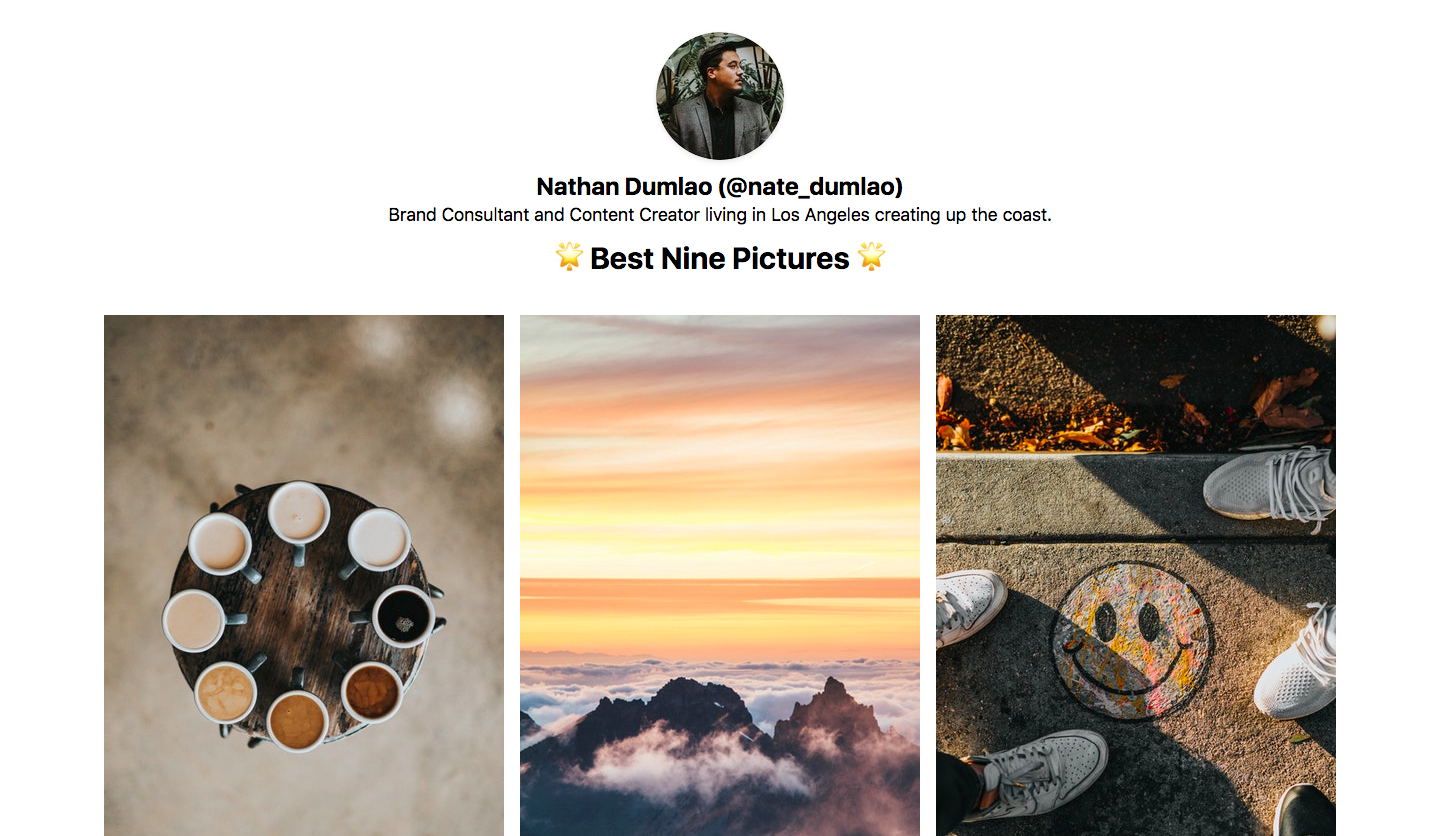 Nathan Dumlao (@nate_dumlao)
Brand Consultant and Content Creator living in Los Angeles creating up the coast.
🌟 Best Nine Pictures 🌟